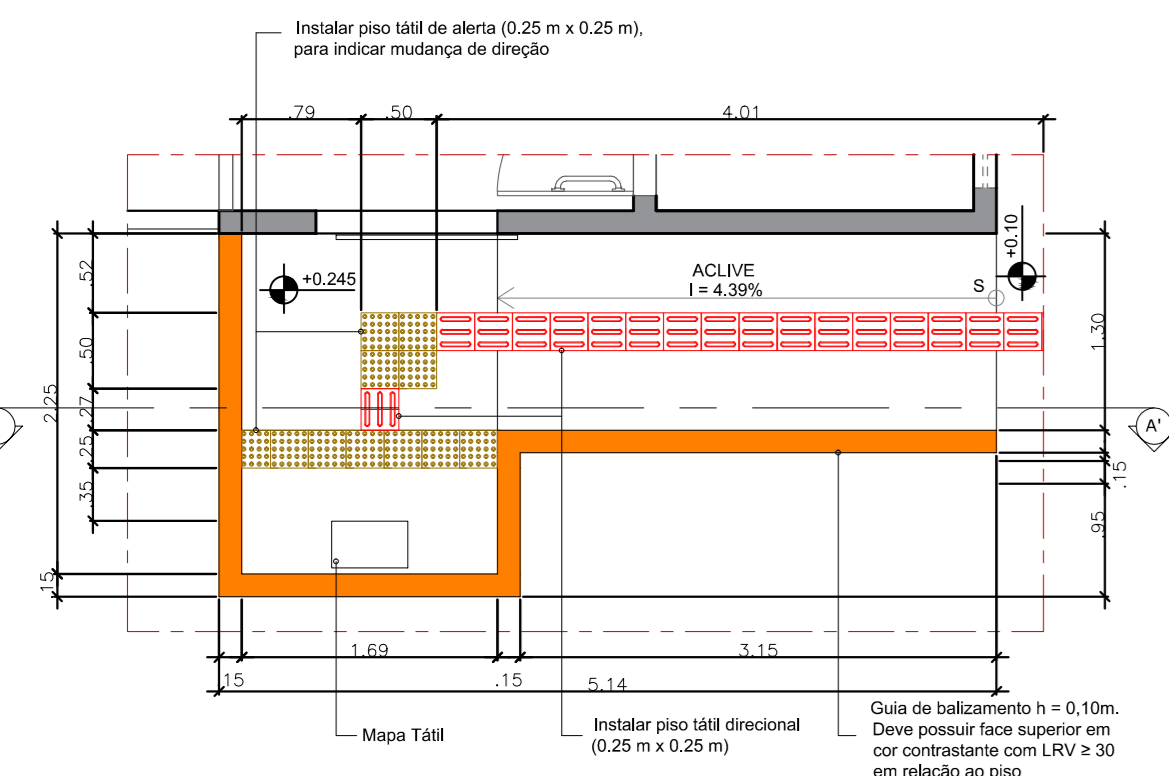 Instalar piso tátil de alerta (0.25 m x 0.25 m),
para indicar mudança de direção
.79
.50
4.01
+0.245
ACLIVE
I = 4.39%
S
+0.10
.52
.50
.27
.25
.35
2.25
.15
1.30
.15
.95
A'
1.69
3.15
.15
.15
5.14
Mapa Tátil
Instalar piso tátil direcional
(0.25 m x 0.25 m)
Guia de balizamento h = 0,10m.
Deve possuir face superior em
cor contrastante com LRV ≥ 30
em relação ao piso